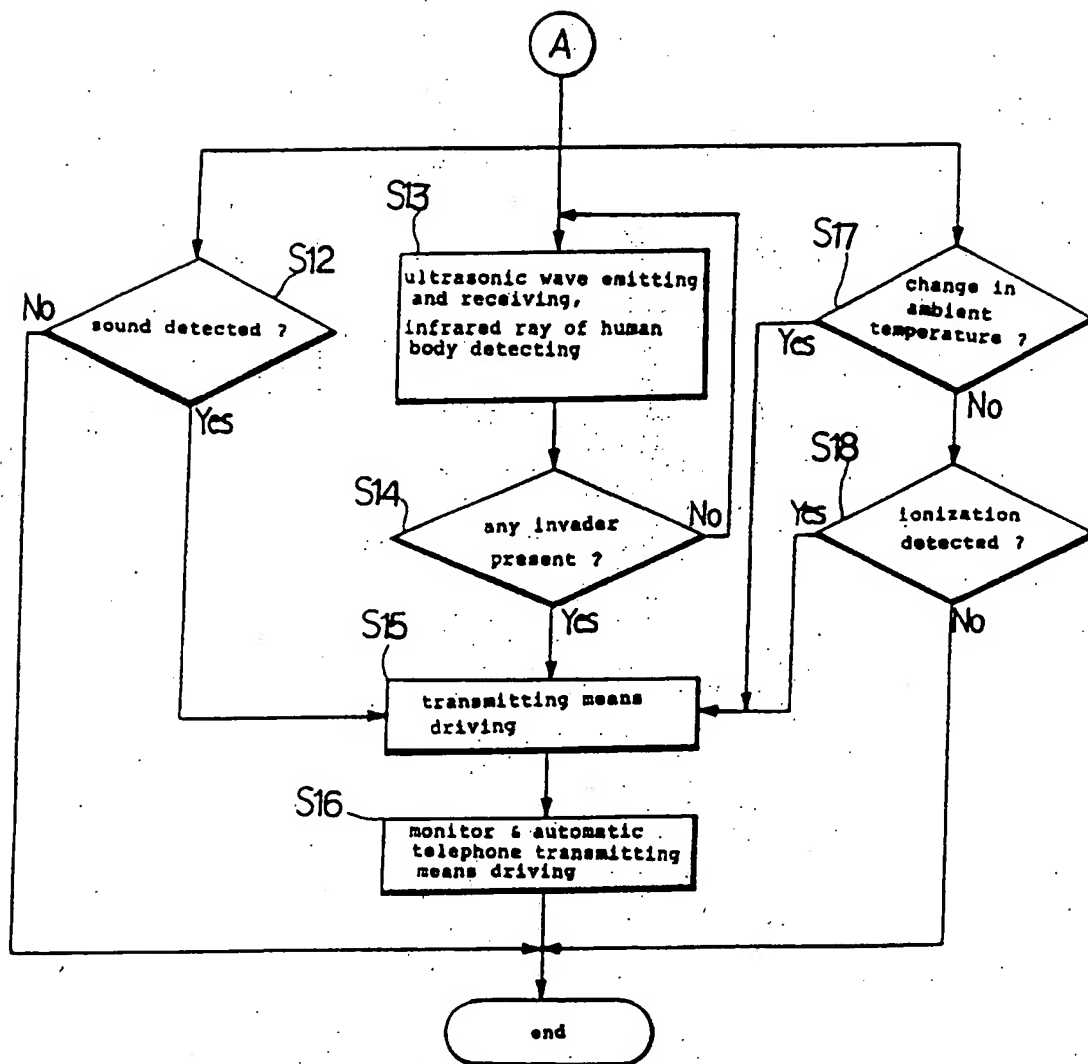 A
S13
S17
S12
ultrasonic wave emitting
and receiving,
infrared ray of human
body detecting
change in
ambient
temperature ?
No
sound detected ?
Yes
Yes
No
S18
S14
any invader
present ?
No
Yes
ionization
detected ?
Yes
No
S15
transmitting means
driving
S16
monitor & automatic
telephone transmitting
means driving
end